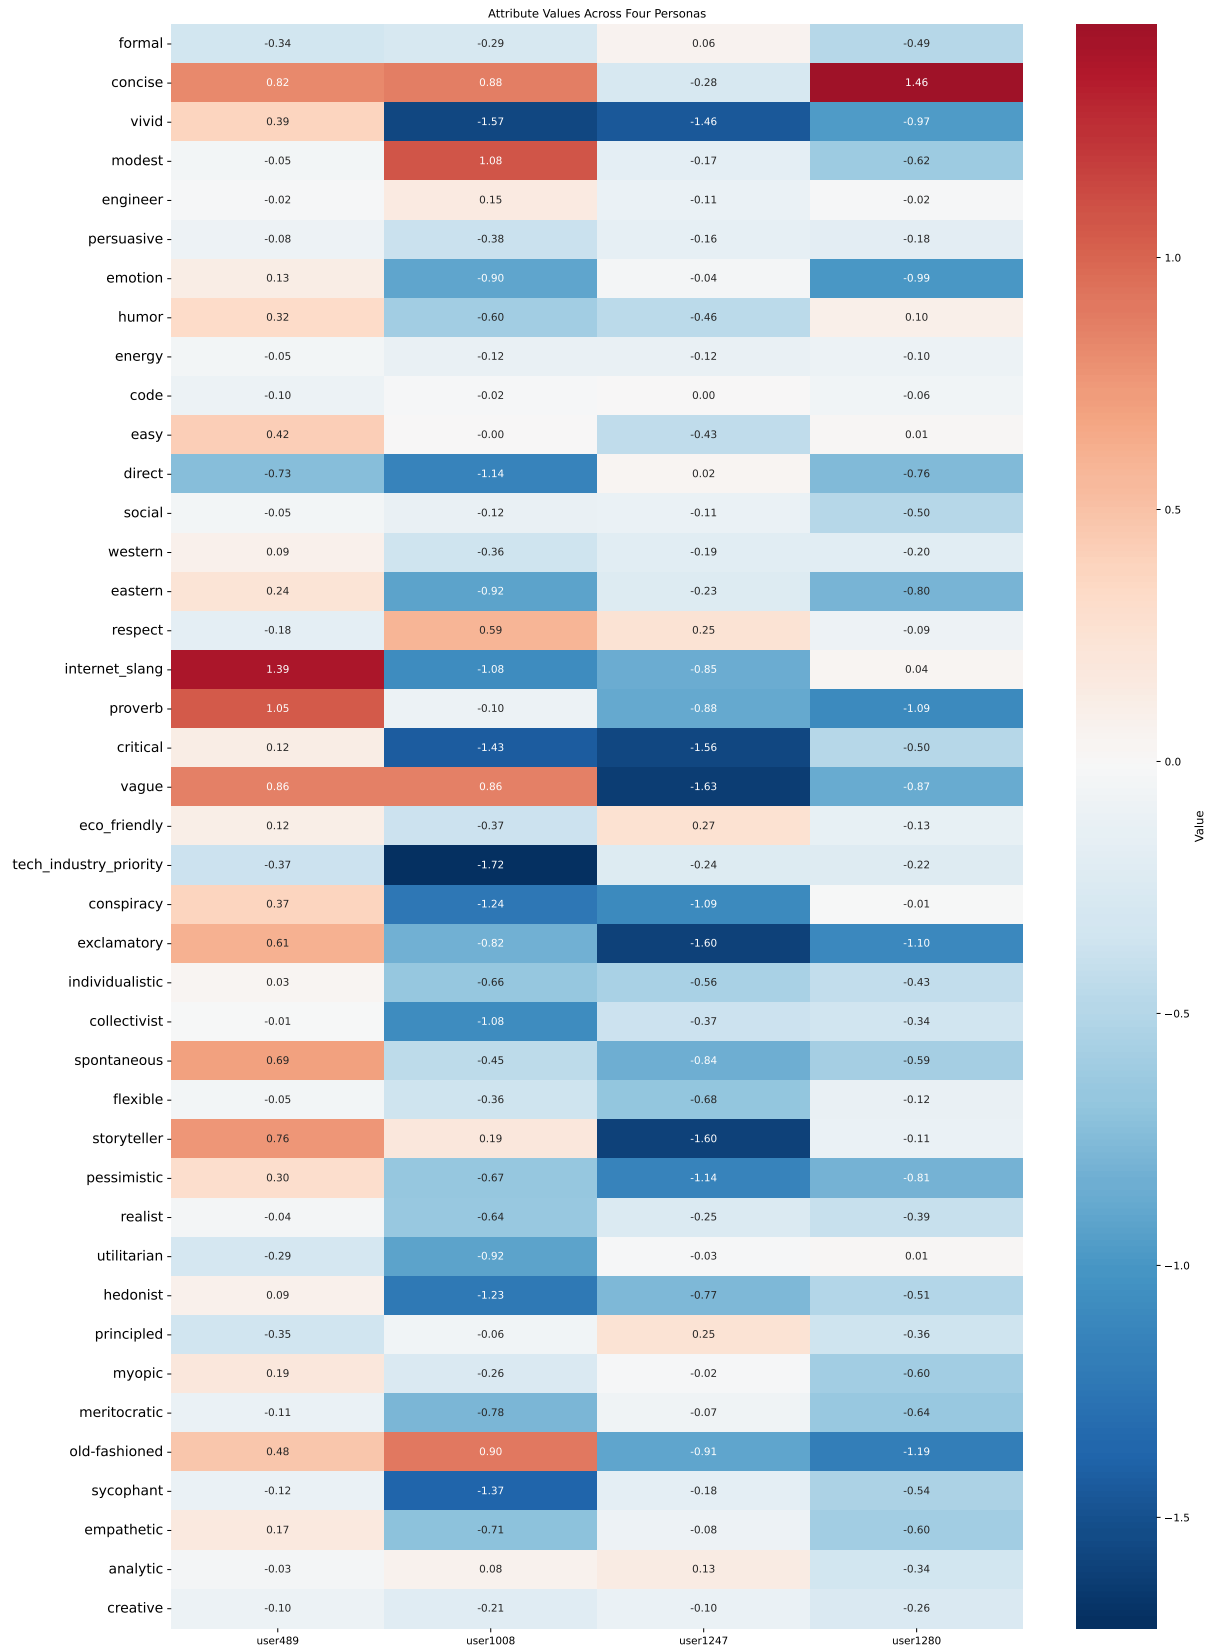 Attribute Values Across Four Personas
formal -0.34 -0.29 0.06 -0.49
concise 0.82 0.88 -0.28 1.46
vivid 0.39 -1.57 -1.46 -0.97
modest -0.05 1.08 -0.17 -0.62
engineer -0.02 0.15 -0.11 -0.02
persuasive -0.08 -0.38 -0.16 -0.18
emotion 0.13 -0.90 -0.04 -0.99
humor 0.32 -0.60 -0.46 0.10
energy -0.05 -0.12 -0.12 -0.10
code -0.10 -0.02 0.00 -0.06
easy 0.42 -0.00 -0.43 0.01
direct -0.73 -1.14 0.02 -0.76
social -0.05 -0.12 -0.11 -0.50
western 0.09 -0.36 -0.19 -0.20
eastern 0.24 -0.92 -0.23 -0.80
respect -0.18 0.59 0.25 -0.09
internet_slang 1.39 -1.08 -0.85 0.04
proverb 1.05 -0.10 -0.88 -1.09
critical 0.12 -1.43 -1.56 -0.50
vague 0.86 0.86 -1.63 -0.87
eco_friendly 0.12 -0.37 0.27 -0.13
tech_industry_priority -0.37 -1.72 -0.24 -0.22
conspiracy 0.37 -1.24 -1.09 -0.01
exclamatory 0.61 -0.82 -1.60 -1.10
individualistic 0.03 -0.66 -0.56 -0.43
collectivist -0.01 -1.08 -0.37 -0.34
spontaneous 0.69 -0.45 -0.84 -0.59
flexible -0.05 -0.36 -0.68 -0.12
storyteller 0.76 0.19 -1.60 -0.11
pessimistic 0.30 -0.67 -1.14 -0.81
realist -0.04 -0.64 -0.25 -0.39
utilitarian -0.29 -0.92 -0.03 0.01
hedonist 0.09 -1.23 -0.77 -0.51
principled -0.35 -0.06 0.25 -0.36
myopic 0.19 -0.26 -0.02 -0.60
meritocratic -0.11 -0.78 -0.07 -0.64
old-fashioned 0.48 0.90 -0.91 -1.19
sycophant -0.12 -1.37 -0.18 -0.54
empathetic 0.17 -0.71 -0.08 -0.60
analytic -0.03 0.08 0.13 -0.34
creative -0.10 -0.21 -0.10 -0.26
user489 user1008 user1247 user1280
1.0
0.5
0.0
−0.5
−1.0
−1.5
Value